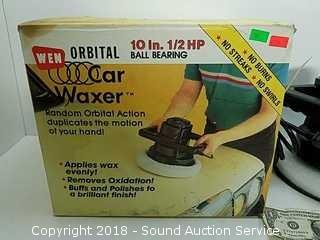 WEN ORBITAL
10 In. 1/2 HP
BALL BEARING
Car
Waxer™
Random Orbital Action
duplicates the motion
of your hand!
• NO BURNS
• NO STREAKS
• NO SWIRLS
• Applies wax
evenly!
• Removes Oxidation!
• Buffs and Polishes to
a brilliant finish!
Copyright 2018 - Sound Auction Service